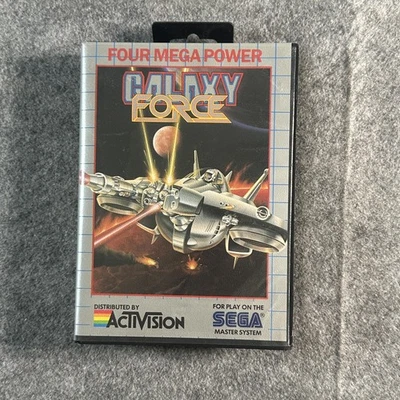 FOUR MEGA POWER
GALAXY
FORCE
DISTRIBUTED BY
ACTIVISION
FOR PLAY ON THE
SEGA
MASTER SYSTEM